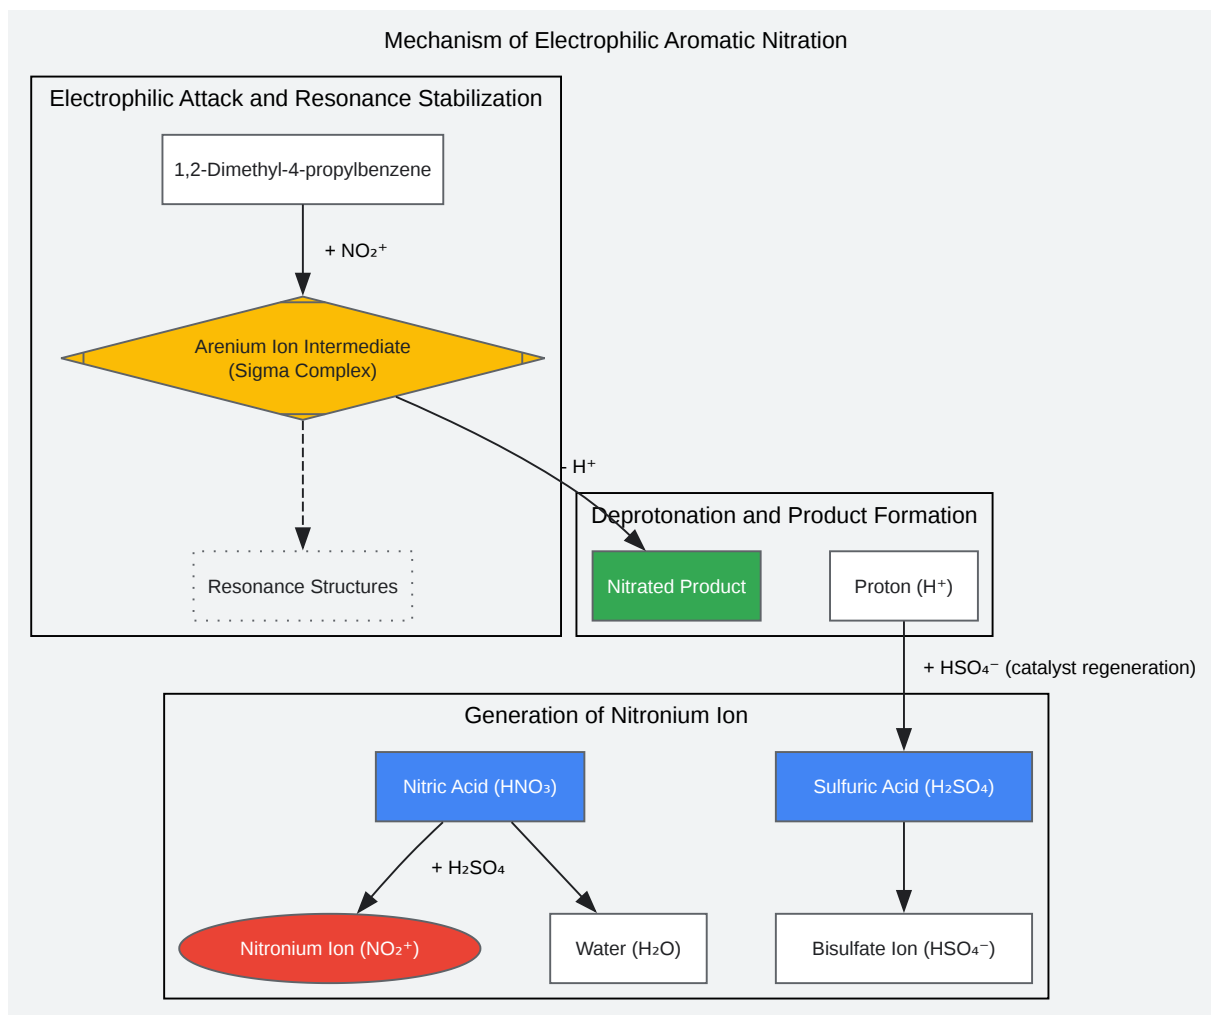 Mechanism of Electrophilic Aromatic Nitration
Electrophilic Attack and Resonance Stabilization
1,2-Dimethyl-4-propylbenzene
+ NO₂⁺
Arenium Ion Intermediate
(Sigma Complex)
- H⁺
Deprotonation and Product Formation
Resonance Structures
Nitrated Product
Proton (H⁺)
+ HSO₄⁻ (catalyst regeneration)
Generation of Nitronium Ion
Nitric Acid (HNO₃)
Sulfuric Acid (H₂SO₄)
+ H₂SO₄
Nitronium Ion (NO₂⁺)
Water (H₂O)
Bisulfate Ion (HSO₄⁻)